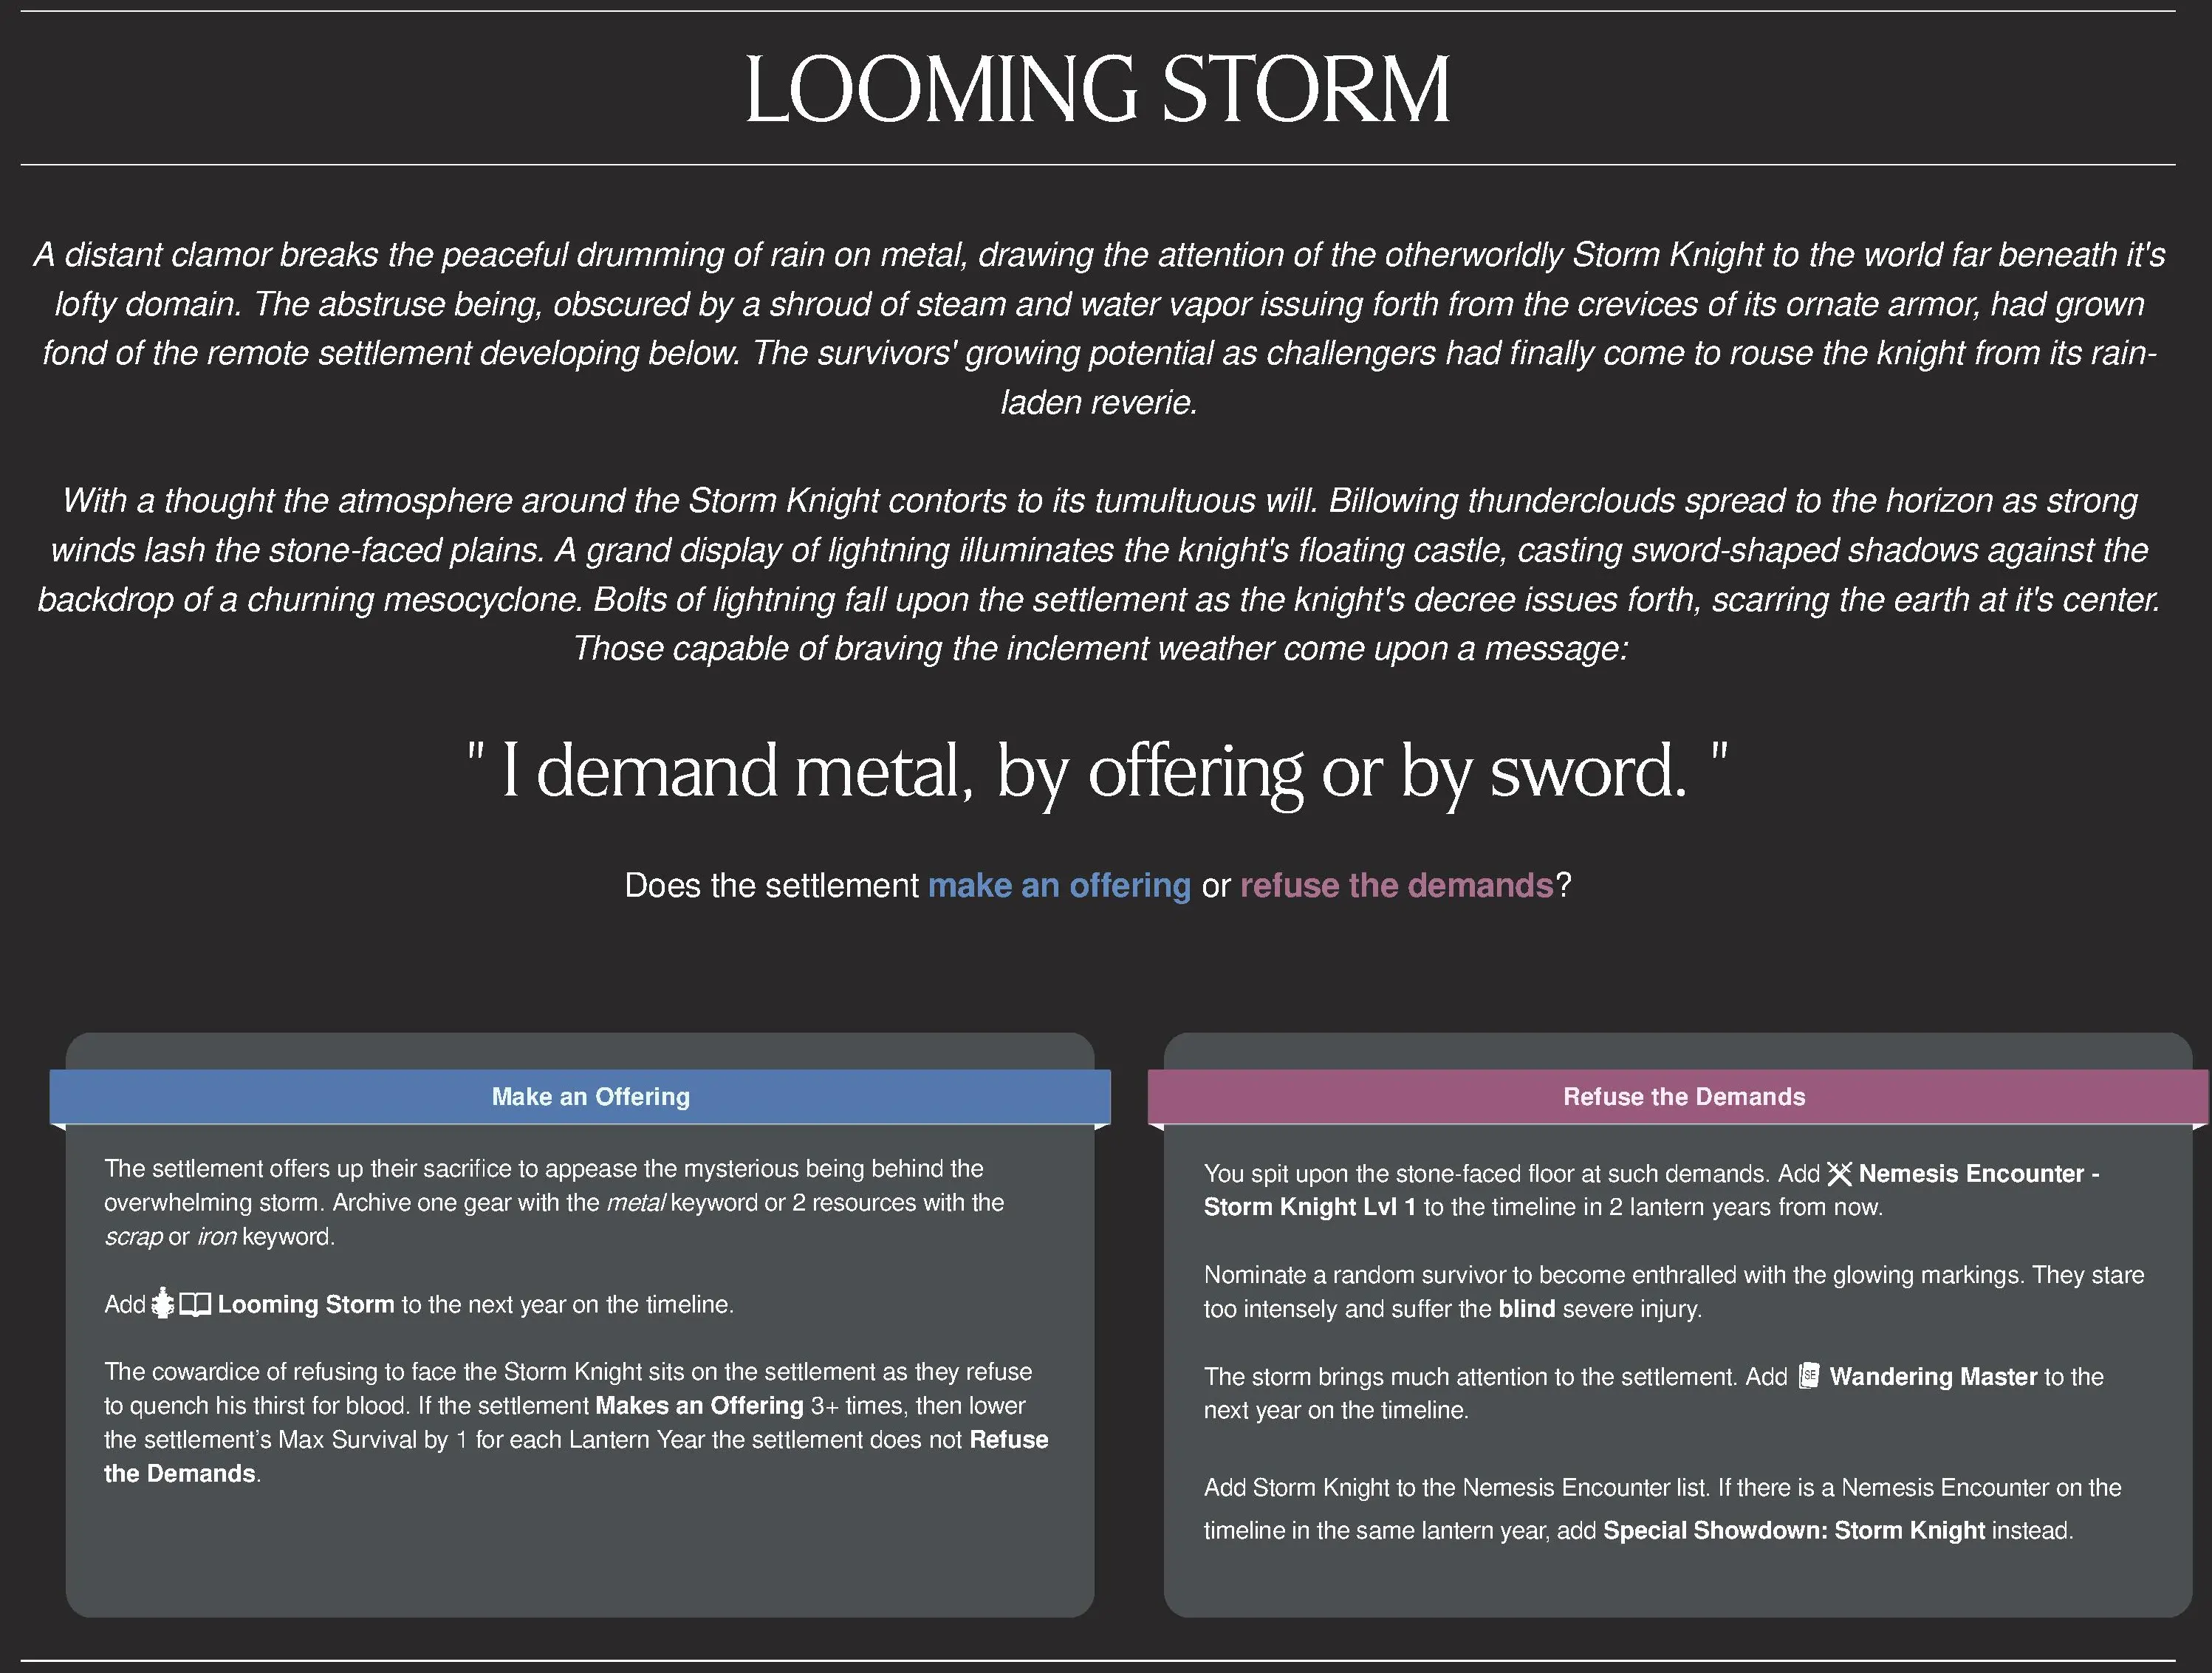 LOOMING STORM
A distant clamor breaks the peaceful drumming of rain on metal, drawing the attention of the otherworldly Storm Knight to the world far beneath it's
lofty domain. The abstruse being, obscured by a shroud of steam and water vapor issuing forth from the crevices of its ornate armor, had grown
fond of the remote settlement developing below. The survivors' growing potential as challengers had finally come to rouse the knight from its rain-
laden reverie.
With a thought the atmosphere around the Storm Knight contorts to its tumultuous will. Billowing thunderclouds spread to the horizon as strong
winds lash the stone-faced plains. A grand display of lightning illuminates the knight's floating castle, casting sword-shaped shadows against the
backdrop of a churning mesocyclone. Bolts of lightning fall upon the settlement as the knight's decree issues forth, scarring the earth at it's center.
Those capable of braving the inclement weather come upon a message:
" I demand metal, by offering or by sword. "
Does the settlement make an offering or refuse the demands?
Make an Offering
The settlement offers up their sacrifice to appease the mysterious being behind the
overwhelming storm. Archive one gear with the metal keyword or 2 resources with the
scrap or iron keyword.
Add Looming Storm to the next year on the timeline.
The cowardice of refusing to face the Storm Knight sits on the settlement as they refuse
to quench his thirst for blood. If the settlement Makes an Offering 3+ times, then lower
the settlement’s Max Survival by 1 for each Lantern Year the settlement does not Refuse
the Demands.
Refuse the Demands
You spit upon the stone-faced floor at such demands. Add Nemesis Encounter -
Storm Knight Lvl 1 to the timeline in 2 lantern years from now.
Nominate a random survivor to become enthralled with the glowing markings. They stare
too intensely and suffer the blind severe injury.
The storm brings much attention to the settlement. Add SE Wandering Master to the
next year on the timeline.
Add Storm Knight to the Nemesis Encounter list. If there is a Nemesis Encounter on the
timeline in the same lantern year, add Special Showdown: Storm Knight instead.